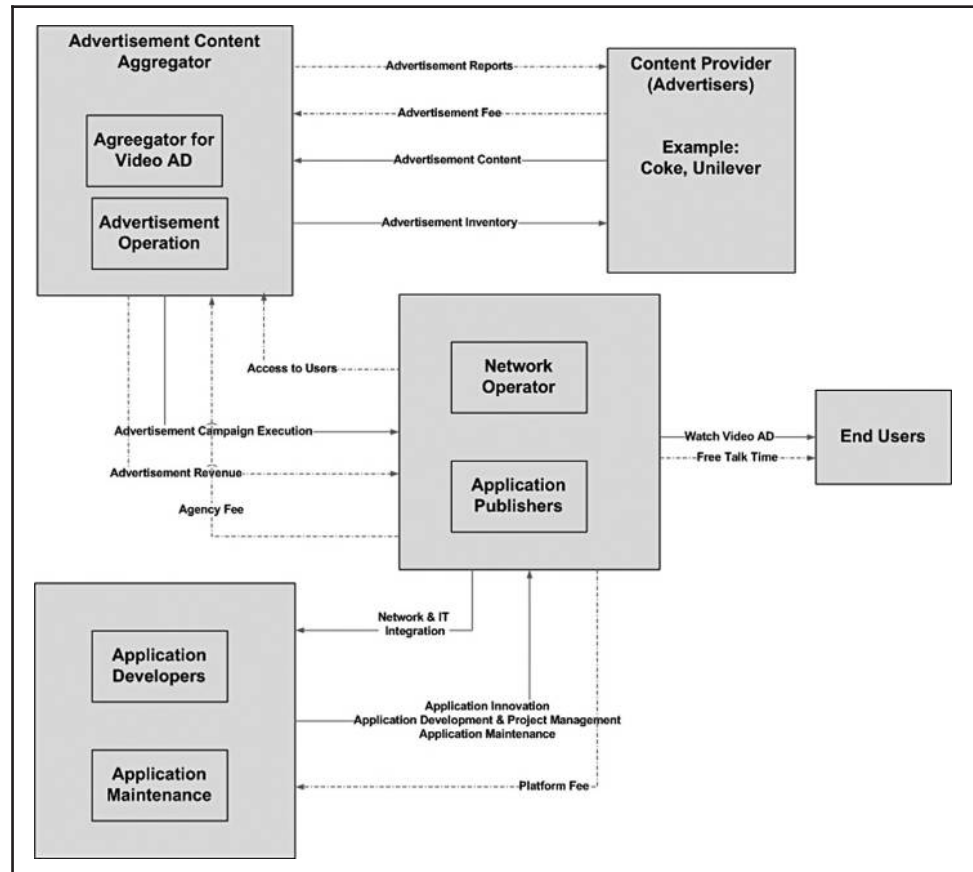 Advertisement Content
Aggregator
Agreegator for
Video AD
Advertisement
Operation
Advertisement Reports
Advertisement Fee
Advertisement Content
Advertisement Inventory
Content Provider
(Advertisers)
Example:
Coke, Unilever
Access to Users
Advertisement Campaign Execution
Advertisement Revenue
Agency Fee
Network
Operator
Application
Publishers
Watch Video AD
Free Talk Time
End Users
Network & IT
Integration
Application
Developers
Application
Maintenance
Application Innovation
Application Development & Project Management
Application Maintenance
Platform Fee